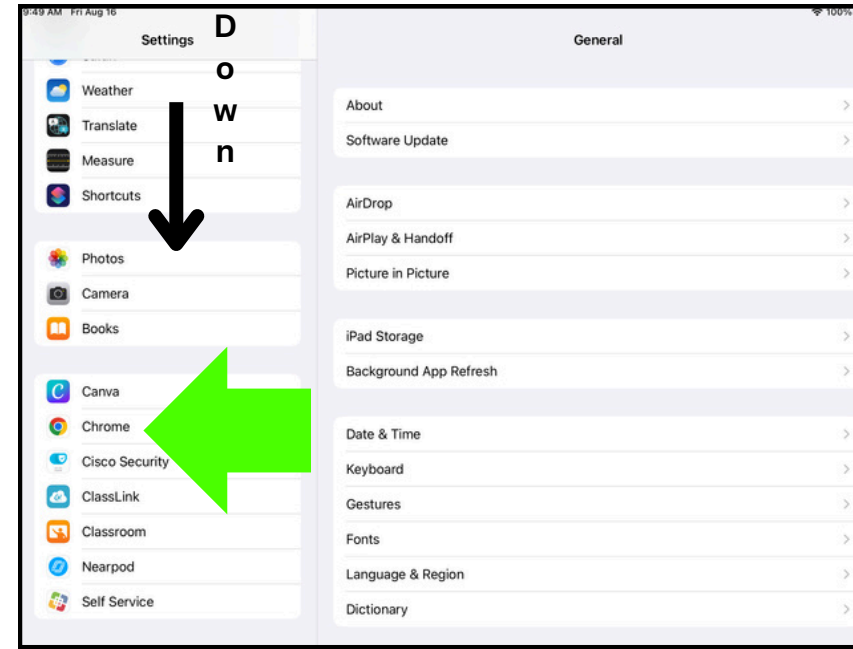 9:49 AM Fri Aug 16
100%
Settings
D
o
w
n
Weather
Translate
Measure
Shortcuts
Photos
Camera
Books
Canva
Chrome
Cisco Security
ClassLink
Classroom
Nearpod
Self Service
General
About
Software Update
AirDrop
AirPlay & Handoff
Picture in Picture
iPad Storage
Background App Refresh
Date & Time
Keyboard
Gestures
Fonts
Language & Region
Dictionary